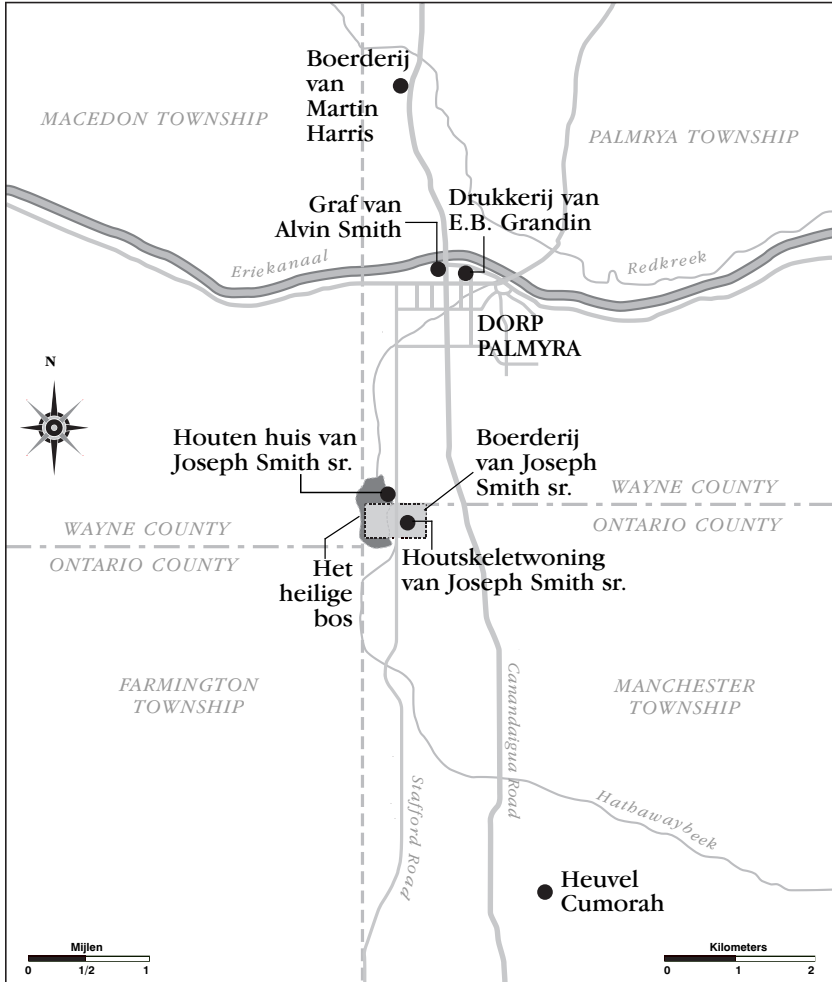 Boerderij
van
Martin
Harris
MACEDON TOWNSHIP
PALMRYA TOWNSHIP
Graf van
Alvin Smith
Drukkerij van
E.B. Grandin
Eriekanaal
Redkreek
DORP
PALMYRA
N
Houten huis van
Joseph Smith sr.
Boerderij
van Joseph
Smith sr.
WAYNE COUNTY
ONTARIO COUNTY
WAYNE COUNTY
ONTARIO COUNTY
Het
heilige
bos
Houtskeletwoning
van Joseph Smith sr.
FARMINGTON
TOWNSHIP
MANCHESTER
TOWNSHIP
Canandaigua Road
Stafford Road
Hathawaybeek
Heuvel
Cumorah
Mijlen
0 1/2 1
Kilometers
0 1 2